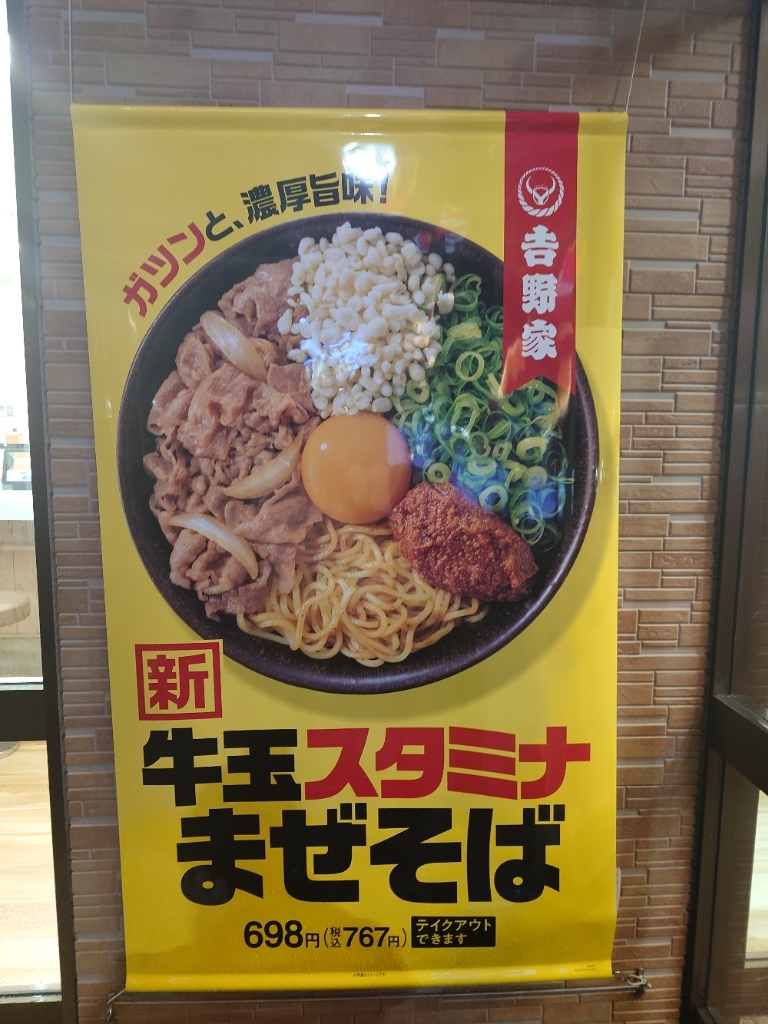 ガツンと、濃厚旨味!
吉野家
新
牛玉スタミナ
まぜそば
698円(税込767円)
テイクアウト
できます